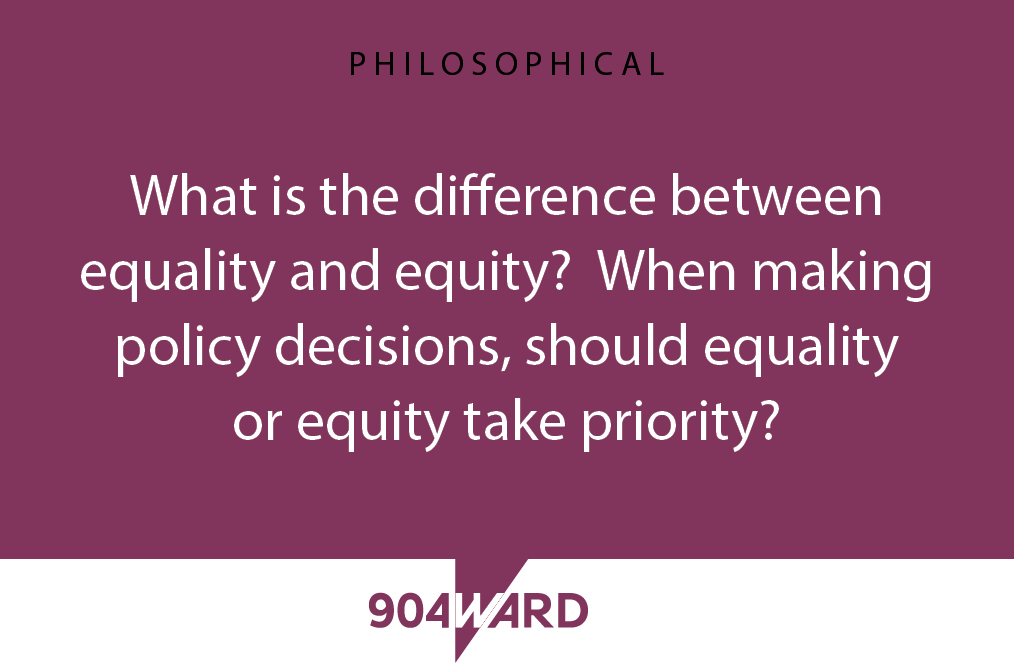 PHILOSOPHICAL
What is the difference between
equality and equity?  When making
policy decisions, should equality
or equity take priority?
904WARD